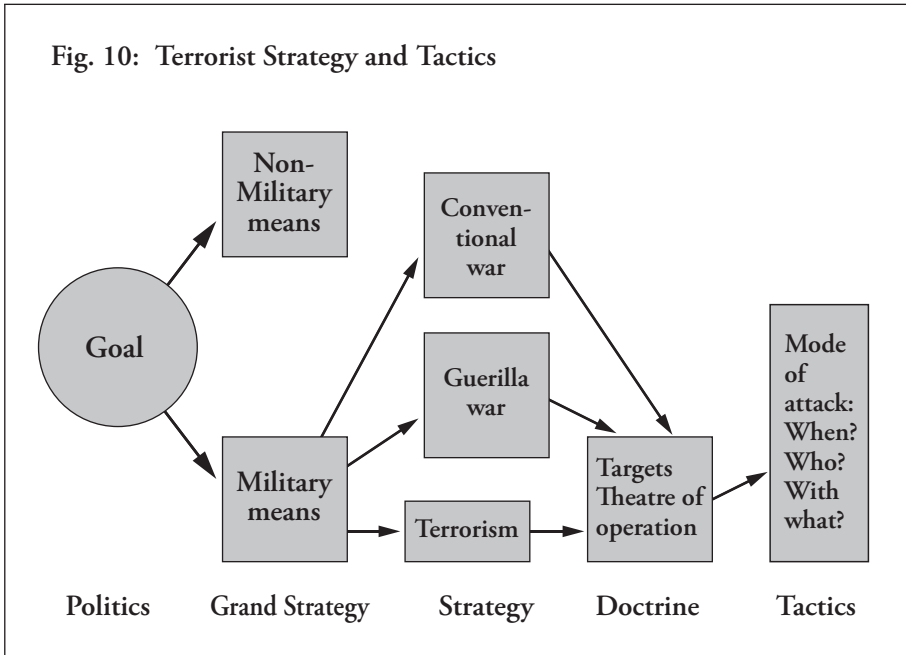 Fig. 10: Terrorist Strategy and Tactics
Non-
Military
means
Conven-
tional
war
Goal
Guerilla
war
Mode
of
attack:
When?
Who?
With
what?
Military
means
Terrorism
Targets
Theatre of
operation
Politics
Grand Strategy
Strategy
Doctrine
Tactics